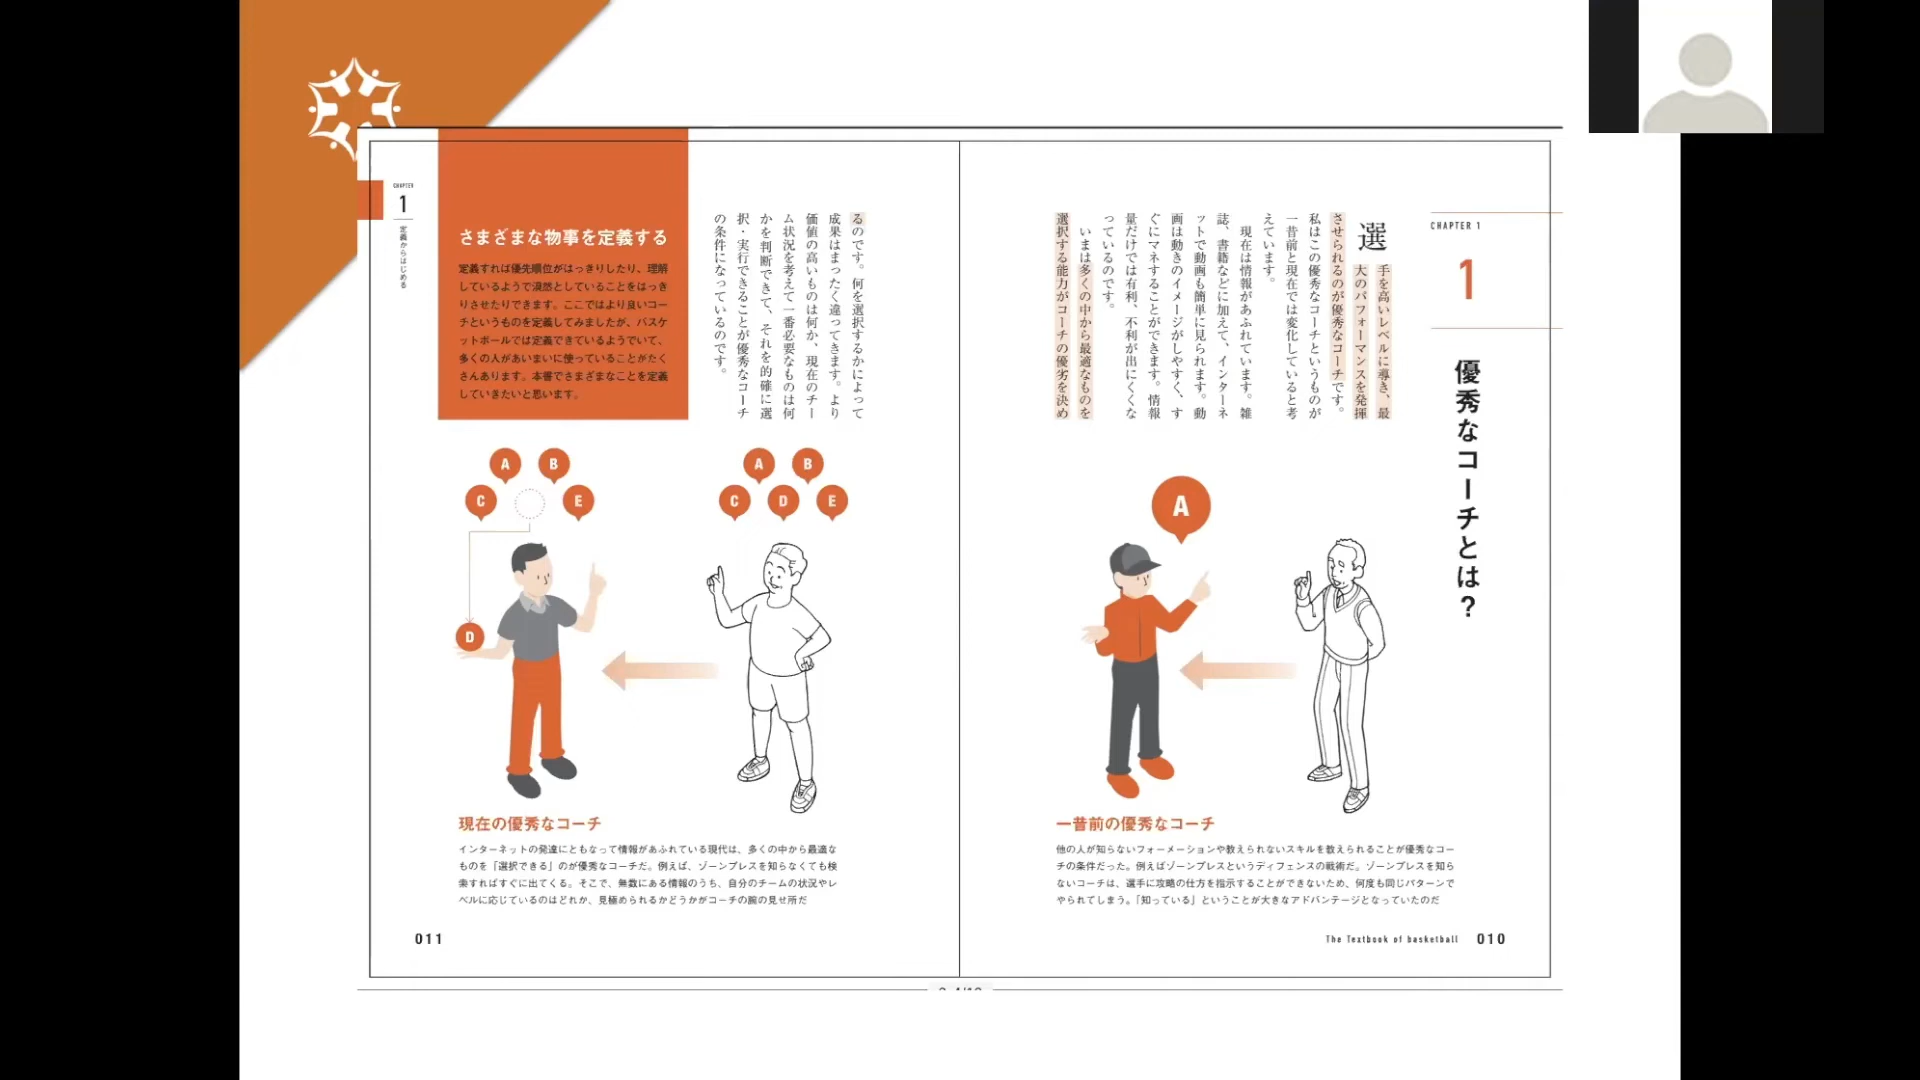 CHAPTER 1
1
優秀なコーチとは?
選
手を高いレベルに導き、最
大のパフォーマンスを発揮
させられるのが優秀なコーチです。
私はこの優秀なコーチというものが
一昔前と現在では変化していると考
えています。
現在は情報があふれています。雑
誌、書籍などに加えて、インターネ
ットで動画も簡単に見られます。動
画は動きのイメージがしやすく、す
ぐにマネすることができます。情報
量だけでは有利、不利が出にくくな
っているのです。
いまは多くの中から最適なものを
選択する能力がコーチの優劣を決め
A
一昔前の優秀なコーチ
他の人が知らないフォーメーションや教えられないスキルを教えられることが優秀なコー
チの条件だった。例えばゾーンプレスというディフェンスの戦術だ。ゾーンプレスを知ら
ないコーチは、選手に攻略の仕方を指示することができないため、何度も同じパターンで
やられてしまう。「知っている」ということが大きなアドバンテージとなっていたのだ
The Textbook of basketball 010
るのです。何を選択するかによって
成果はまったく違ってきます。より
価値の高いものは何か、現在のチー
ム状況を考えて一番必要なものは何
かを判断できて、それを的確に選
択・実行できることが優秀なコーチ
の条件になっているのです。
さまざまな物事を定義する
定義すれば優先順位がはっきりしたり、理解
しているようで漠然としていることをはっき
りさせたりできます。ここではより良いコー
チというものを定義してみましたが、バスケ
ットボールでは定義できているようでいて、
多くの人があいまいに使っていることがたく
さんあります。本書でさまざまなことを定義
していきたいと思います。
CHAPTER
1
定義からはじめる
A B
C D E
A B
C E
D
現在の優秀なコーチ
インターネットの発達にともなって情報があふれている現代は、多くの中から最適な
ものを「選択できる」のが優秀なコーチだ。例えば、ゾーンプレスを知らなくても検
索すればすぐに出てくる。そこで、無数にある情報のうち、自分のチームの状況やレ
ベルに応じているのはどれか、見極められるかどうかがコーチの腕の見せ所だ
011